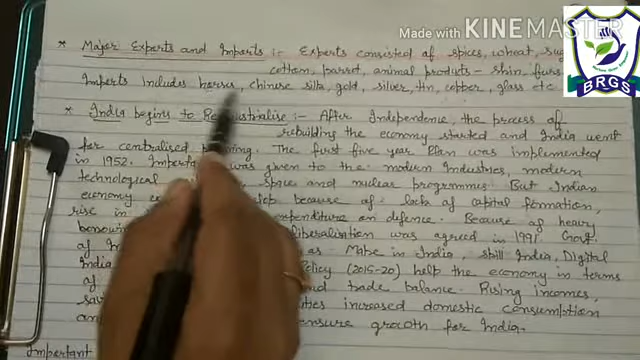 Made with KINEMASTER
* Major Exports and Imports :- Exports consisted of spices, wheat,
cotton, parrot, animal products - skin, furs
Imports includes horses, chinese silk, gold, silver, tin, copper, glass etc
BRGS
* India begins to :- After Independence, the process of
rebuilding the economy started and India went
for centralised The first five year Plan was implemented
in 1952. was given to the modern Industries, modern
technological , space and nuclear programmes. But Indian
economy because of lack of capital formation,
rise in expenditure on defence. Because of heavy
liberalisation was agreed in 1991. Govt.
of as Make in India, skill India, Digital
India Policy (2015-20) help the economy in terms
of and trade balance. Rising incomes,
increased domestic consumption
ensure growth for India.
Important